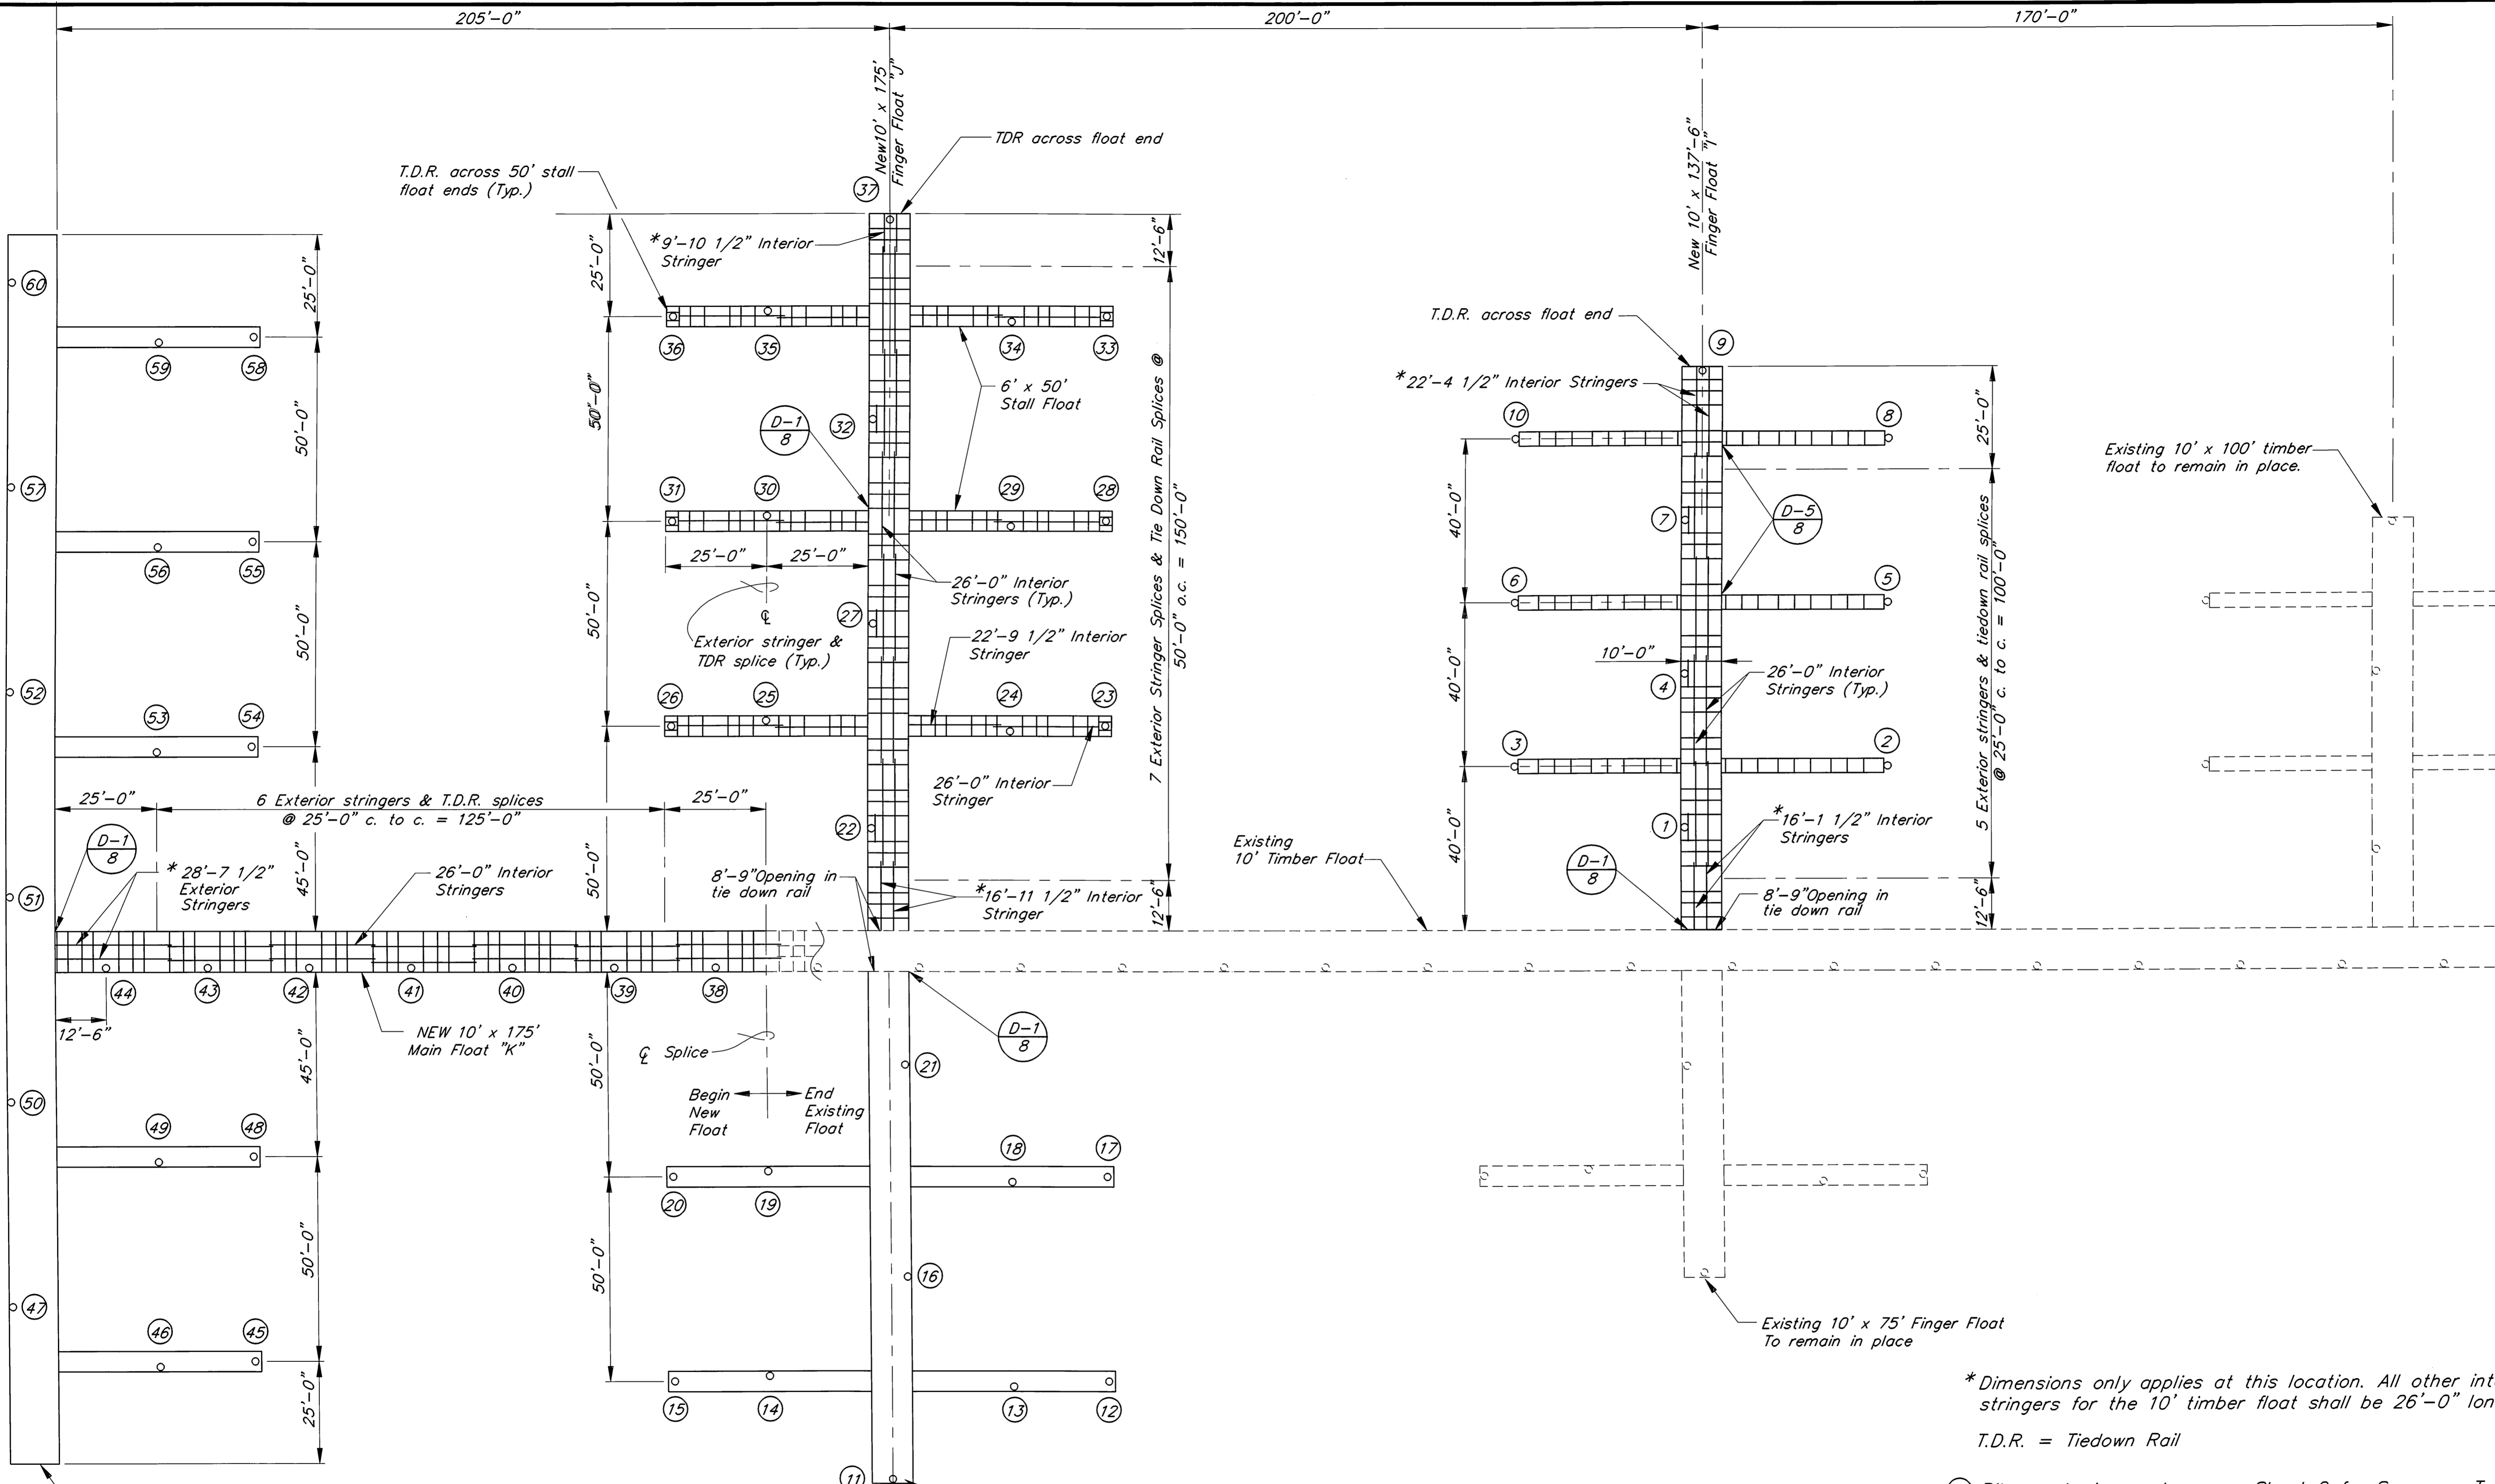 205'-0"
200'-0"
170'-0"
New10' x 175'
Finger Float "J"
TDR across float end
T.D.R. across 50' stall
float ends (Typ.)
37
*9'-10 1/2" Interior
Stringer
25'-0"
12'-6"
New 10' x 137'-6"
Finger Float "I"
60
25'-0"
59
58
36
35
34
33
6' x 50'
Stall Float
T.D.R. across float end
9
*22'-4 1/2" Interior Stringers
10
8
25'-0"
Existing 10' x 100' timber
float to remain in place.
50'-0"
50'-0"
D-1
8
32
7 Exterior Stringer Splices & Tie Down Rail Splices @
50'-0" o.c. = 150'-0"
57
31
30
29
28
40'-0"
7
D-5
8
5 Exterior stringers & tiedown rail splices
@ 25'-0" c. to c. = 100'-0"
56
55
25'-0"
25'-0"
26'-0" Interior
Stringers (Typ.)
6
5
50'-0"
50'-0"
27
℄
Exterior stringer &
TDR splice (Typ.)
22'-9 1/2" Interior
Stringer
10'-0"
40'-0"
4
26'-0" Interior
Stringers (Typ.)
52
53
54
26
25
24
23
3
2
26'-0" Interior
Stringer
25'-0"
6 Exterior stringers & T.D.R. splices
@ 25'-0" c. to c. = 125'-0"
25'-0"
22
D-1
8
45'-0"
50'-0"
Existing
10' Timber Float
40'-0"
1
*16'-1 1/2" Interior
Stringers
D-1
8
51
* 28'-7 1/2"
Exterior
Stringers
26'-0" Interior
Stringers
8'-9"Opening in
tie down rail
*16'-11 1/2" Interior
Stringer
12'-6"
8'-9"Opening in
tie down rail
12'-6"
44
43
42
41
40
39
38
12'-6"
NEW 10' x 175'
Main Float "K"
45'-0"
50'-0"
℄ Splice
D-1
8
21
50
Begin
New
Float
End
Existing
Float
49
48
18
17
20
19
50'-0"
50'-0"
16
47
46
45
Existing 10' x 75' Finger Float
To remain in place
25'-0"
15
14
13
12
11
* Dimensions only applies at this location. All other int
stringers for the 10' timber float shall be 26'-0" lon
T.D.R. = Tiedown Rail